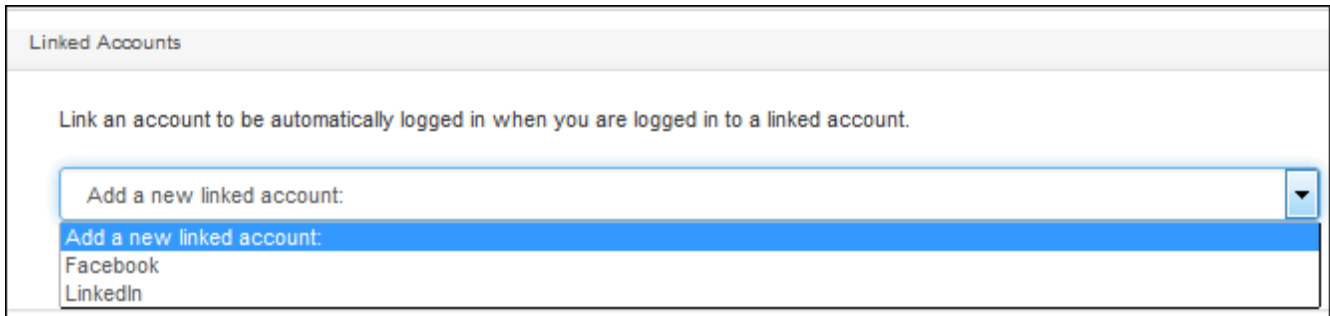 Linked Accounts
Link an account to be automatically logged in when you are logged in to a linked account.
Add a new linked account:
Add a new linked account:
Facebook
LinkedIn